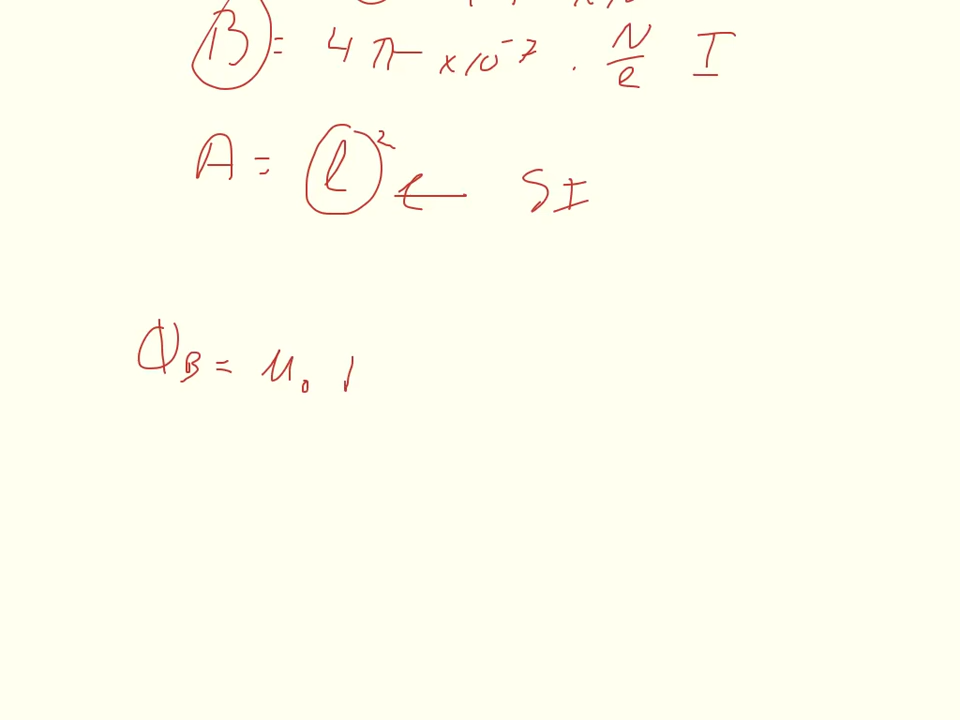 B = 4π × 10⁻⁷ . N/e I
A = l² ← SI
Φ_B = μ₀